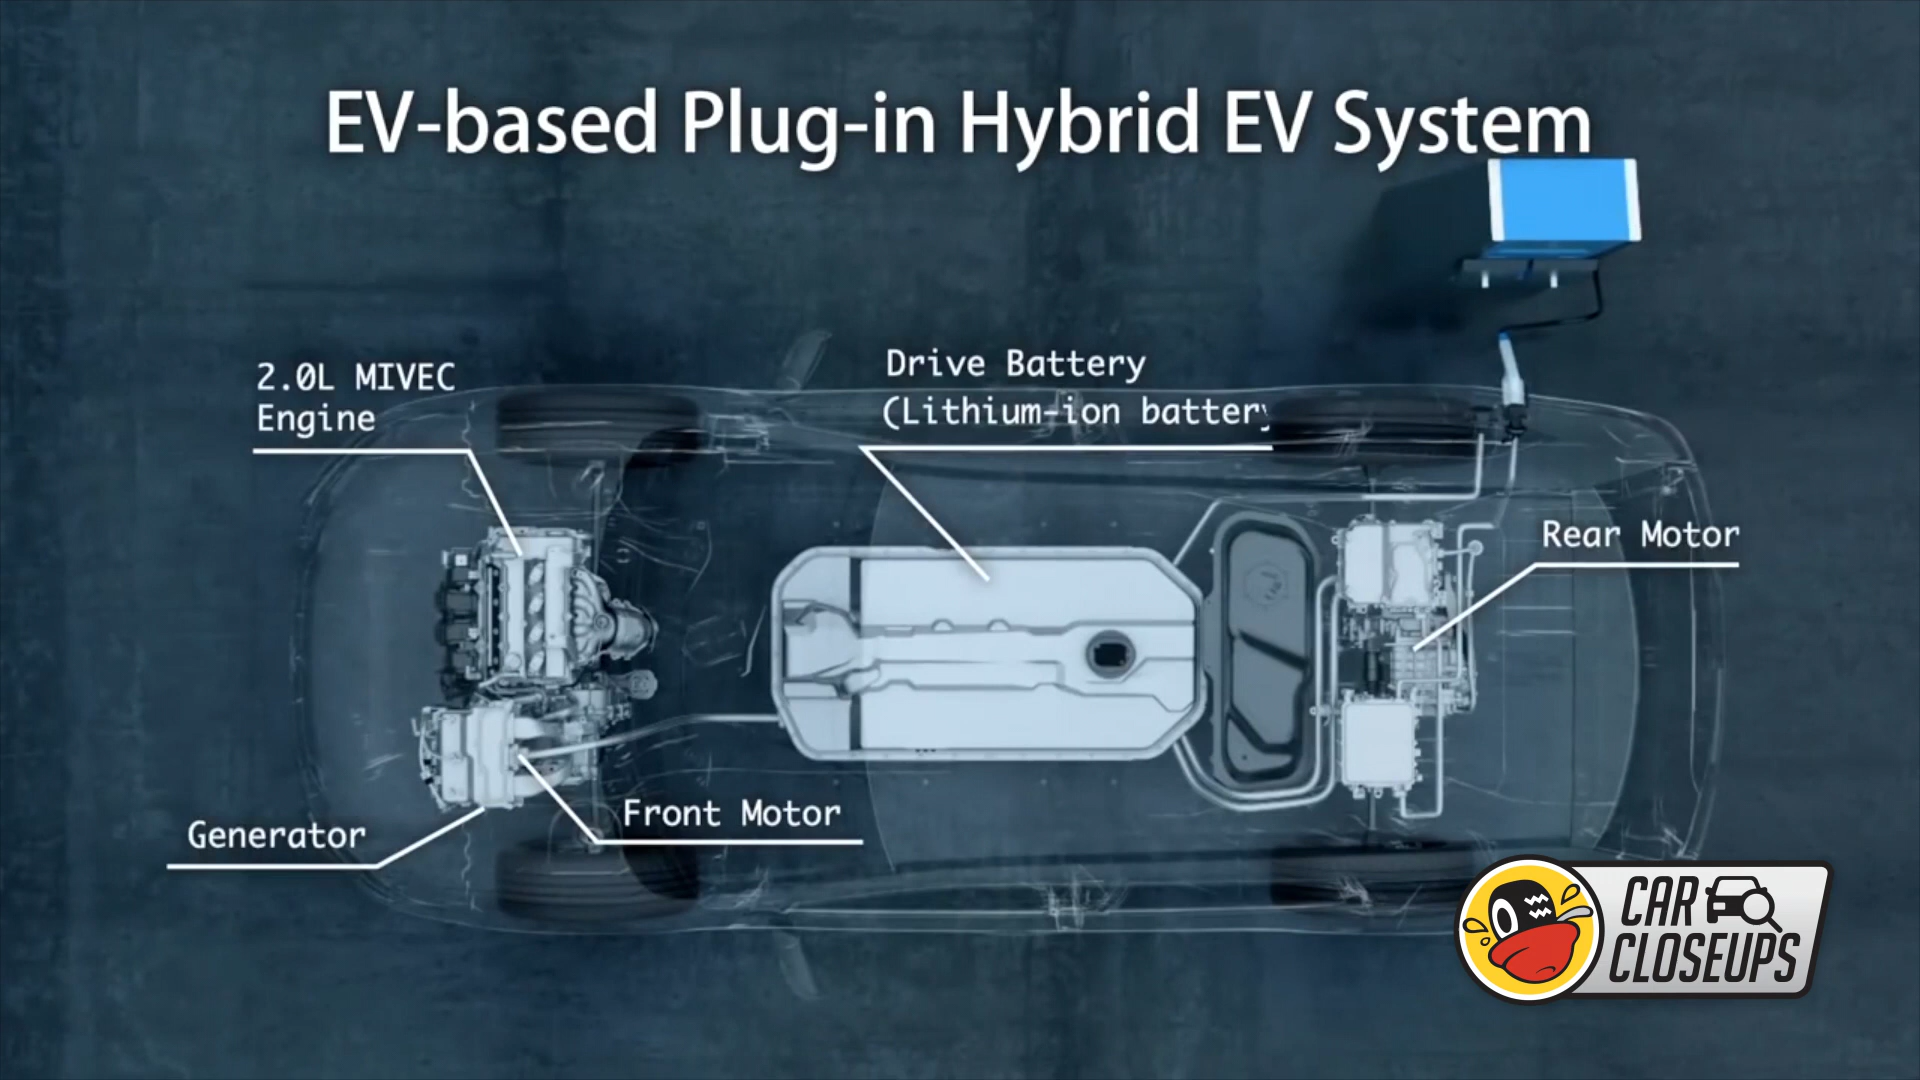 EV-based Plug-in Hybrid EV System
2.0L MIVEC
Engine
Drive Battery
(Lithium-ion battery
Rear Motor
Front Motor
Generator
CAR
CLOSEUPS